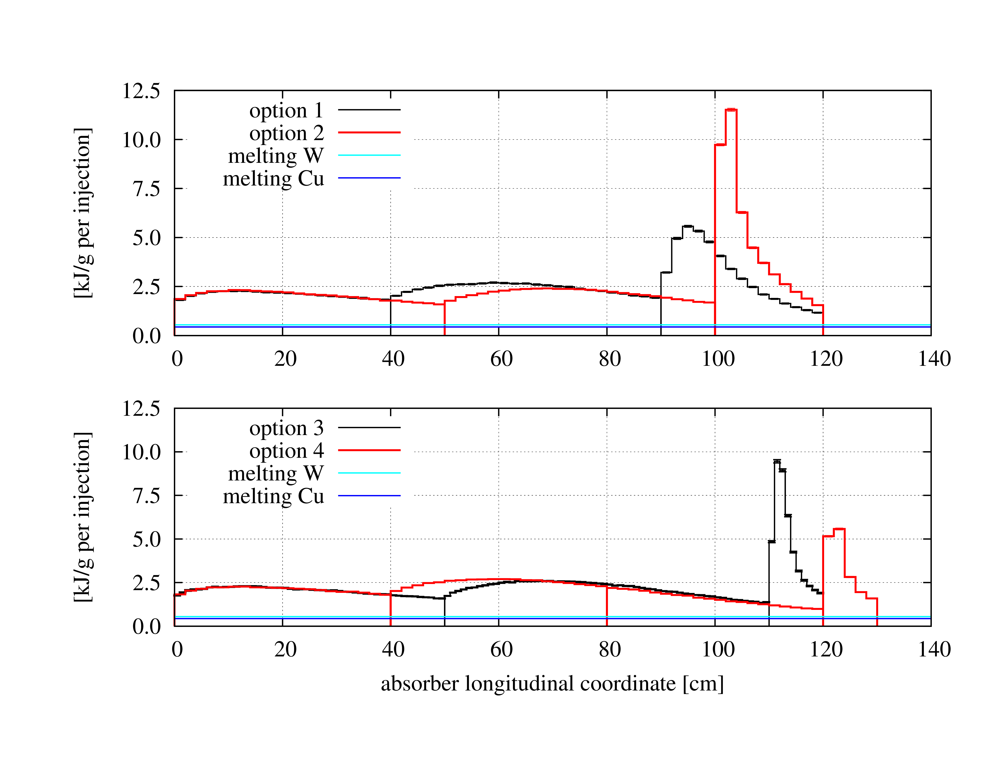 12.5
10.0
7.5
5.0
2.5
0.0
[kJ/g per injection]
option 1
option 2
melting W
melting Cu
0 20 40 60 80 100 120 140
12.5
10.0
7.5
5.0
2.5
0.0
[kJ/g per injection]
option 3
option 4
melting W
melting Cu
0 20 40 60 80 100 120 140
absorber longitudinal coordinate [cm]